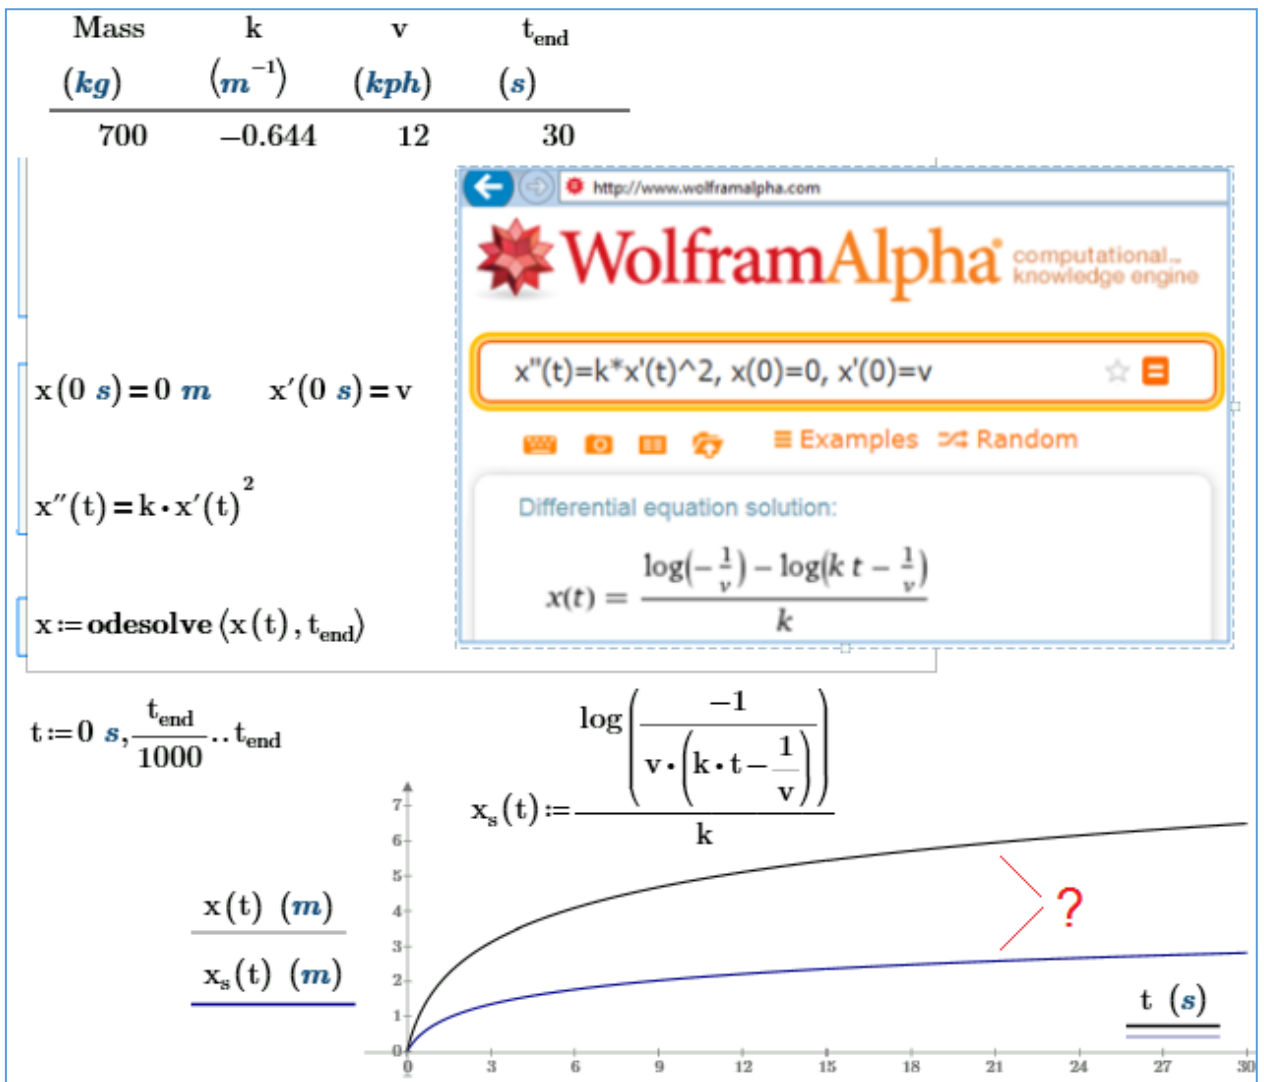 Mass k v t_end
(kg) (m⁻¹) (kph) (s)
700 −0.644 12 30
http://www.wolframalpha.com
WolframAlpha computational knowledge engine
x"(t)=k*x'(t)^2, x(0)=0, x'(0)=v
Examples Random
Differential equation solution:
x(t) = (log(-1/v) - log(k t - 1/v))/k
x(0 s)=0 m x′(0 s)=v
x″(t)=k·x′(t)²
x:=odesolve(x(t), t_end)
t:=0 s, t_end/1000..t_end
x_s(t):=log(-1/(v·(k·t-1/v)))/k
7
6
5
4
3
2
1
0
x(t) (m)
x_s(t) (m)
?
t (s)
0 3 6 9 12 15 18 21 24 27 30